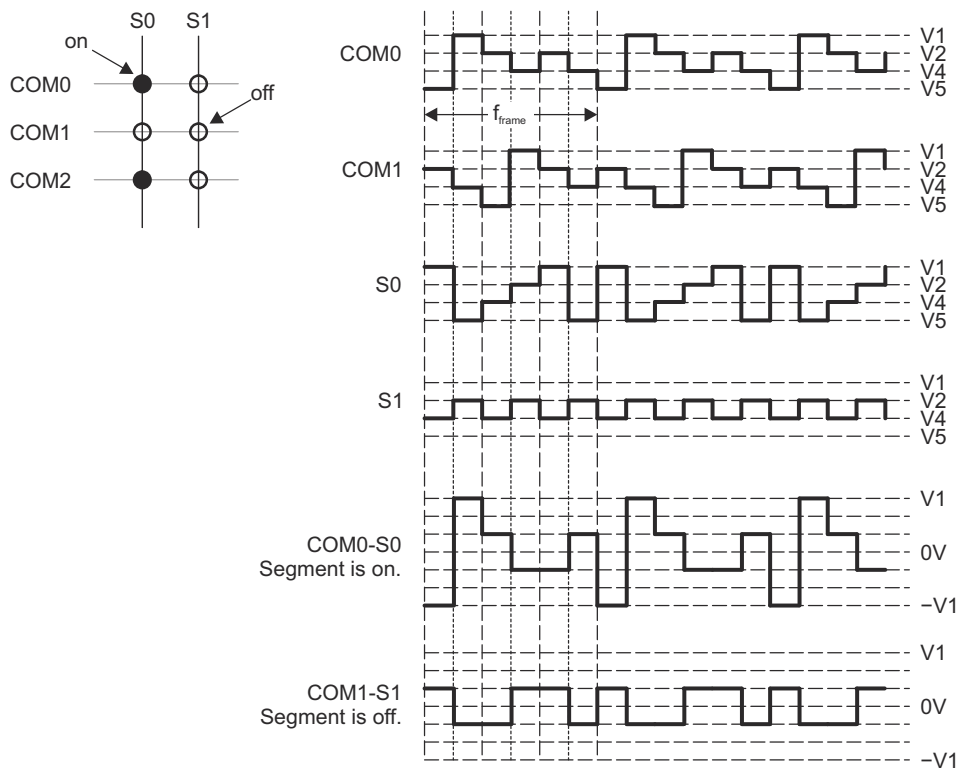 S0 S1
on
COM0
off
COM1
COM2
COM0
V1
V2
V4
V5
fframe
COM1
V1
V2
V4
V5
S0
V1
V2
V4
V5
S1
V1
V2
V4
V5
COM0-S0
Segment is on.
V1
0V
−V1
COM1-S1
Segment is off.
V1
0V
−V1